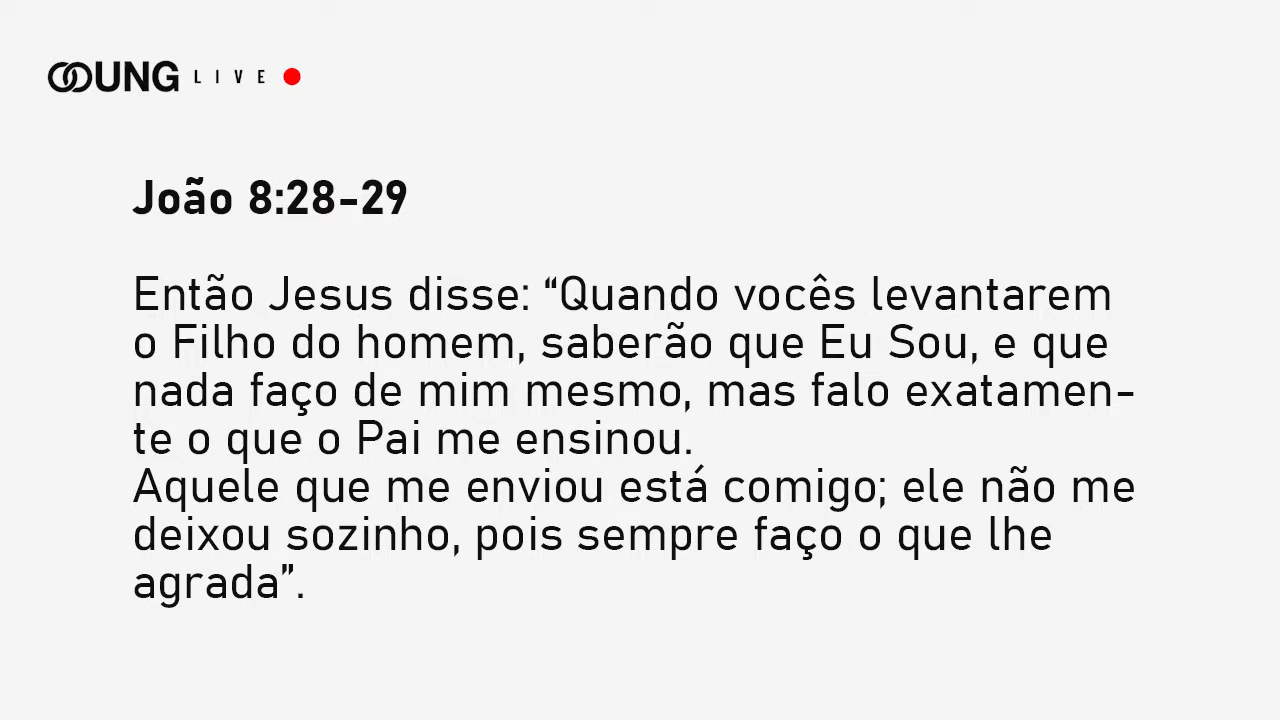 UNG LIVE
João 8:28-29
Então Jesus disse: “Quando vocês levantarem
o Filho do homem, saberão que Eu Sou, e que
nada faço de mim mesmo, mas falo exatamen-
te o que o Pai me ensinou.
Aquele que me enviou está comigo; ele não me
deixou sozinho, pois sempre faço o que lhe
agrada”.